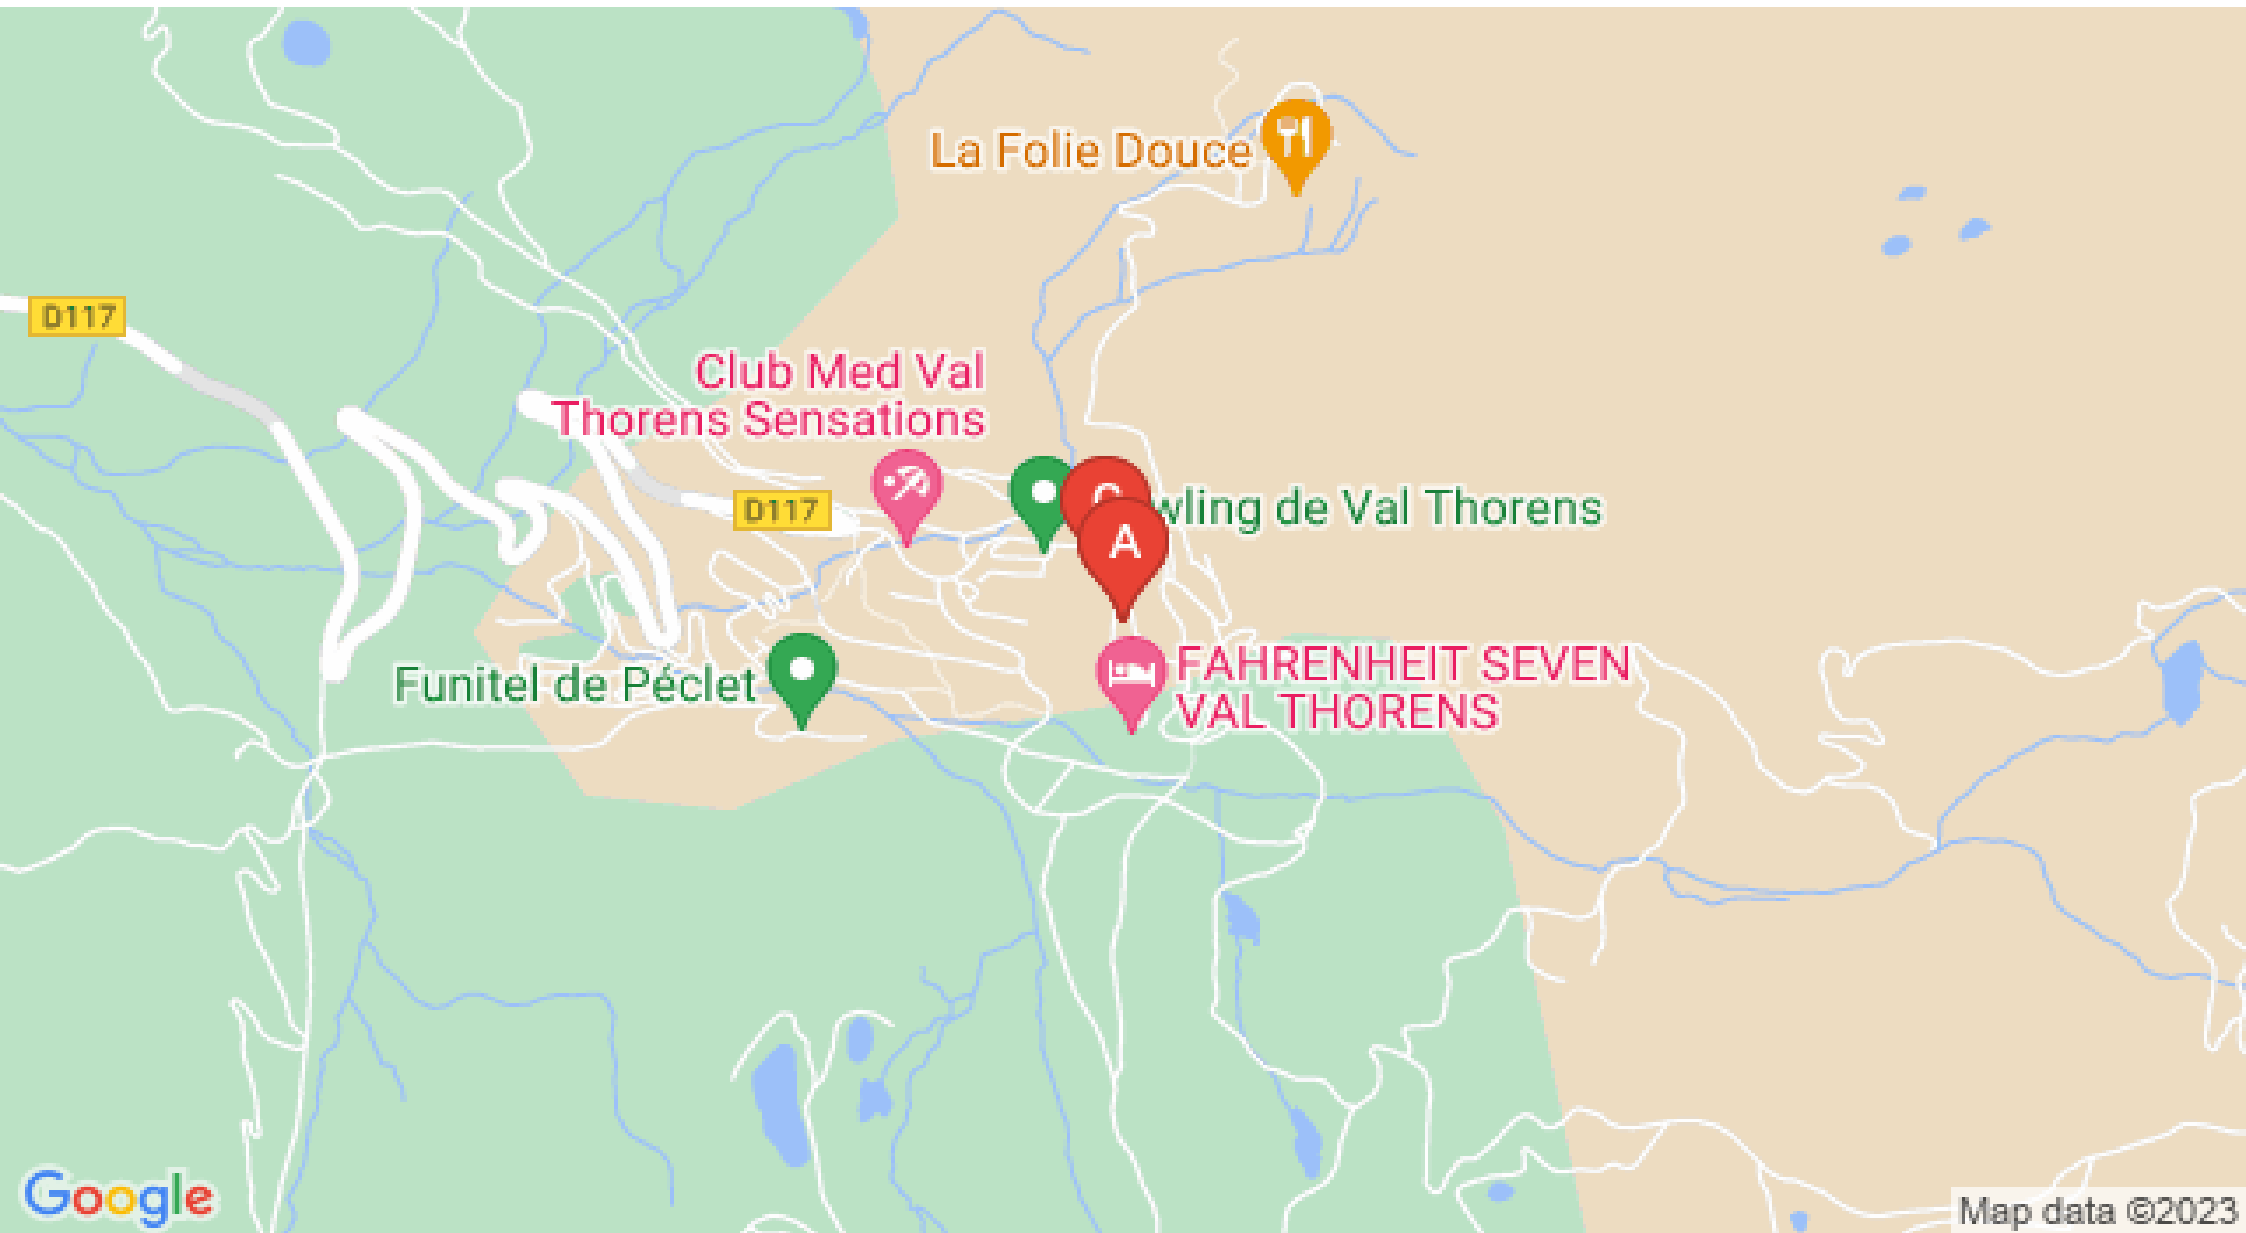 La Folie Douce
D117
Club Med Val
Thorens Sensations
D117
wling de Val Thorens
A
Funitel de Péclet
FAHRENHEIT SEVEN
VAL THORENS
Google
Map data ©2023